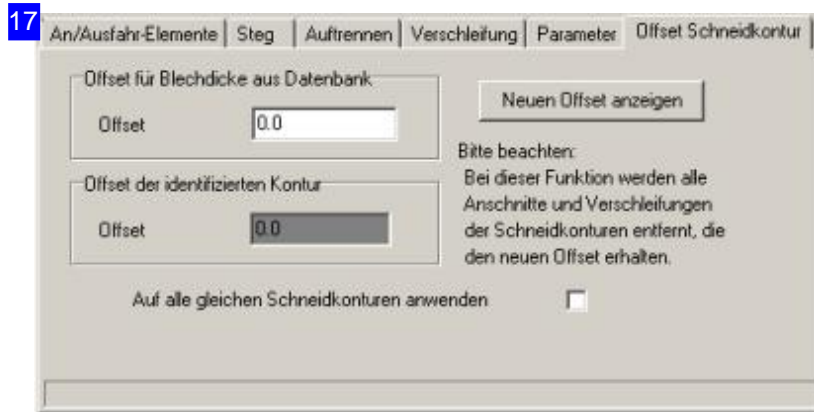 17
An/Ausfahr-Elemente Steg Auftrennen Verschleifung Parameter Offset Schneidkontur
Offset für Blechdicke aus Datenbank
Offset 0.0
Neuen Offset anzeigen
Bitte beachten:
Bei dieser Funktion werden alle
Anschnitte und Verschleifungen
der Schneidkonturen entfernt, die
den neuen Offset erhalten.
Offset der identifizierten Kontur
Offset 0.0
Auf alle gleichen Schneidkonturen anwenden